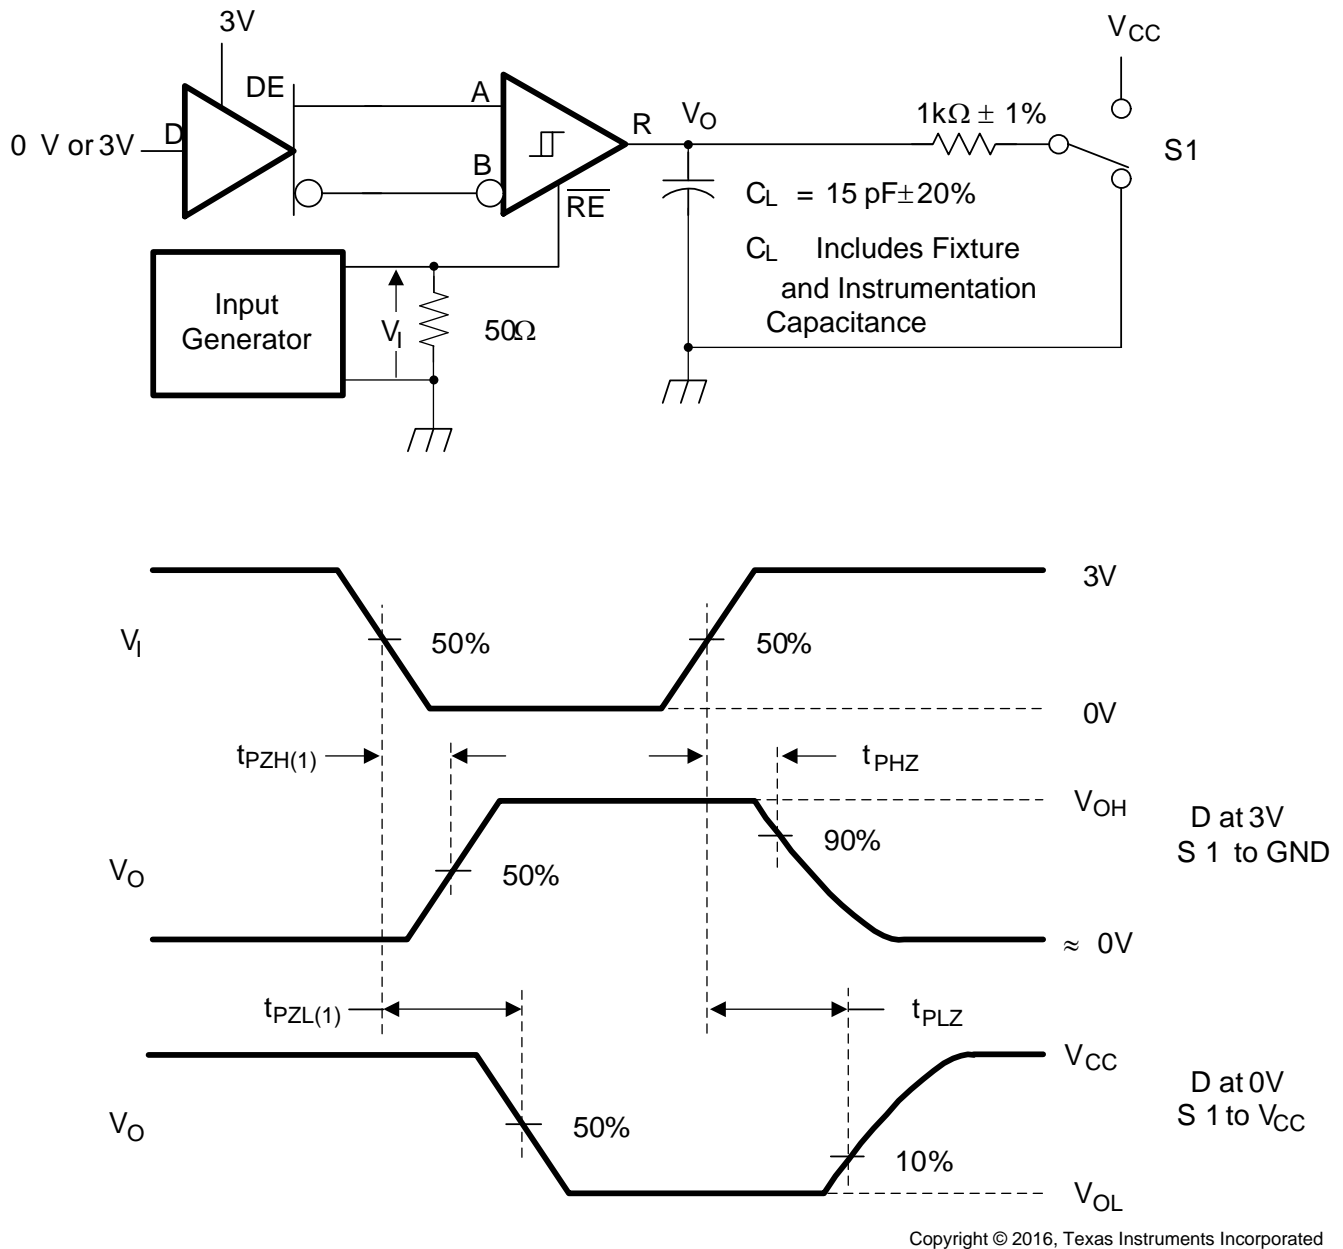 3V
V_CC
DE
A
0 V or 3V
D
R
V_O
1kΩ ± 1%
S1
B
RE
C_L = 15 pF±20%
C_L Includes Fixture
and Instrumentation
Capacitance
Input
Generator
V_I
50Ω
3V
V_I
50%
50%
0V
t_PZH(1)
t_PHZ
V_OH
D at 3V
S 1 to GND
90%
V_O
50%
≈ 0V
t_PZL(1)
t_PLZ
V_CC
D at 0V
S 1 to V_CC
V_O
50%
10%
V_OL
Copyright © 2016, Texas Instruments Incorporated